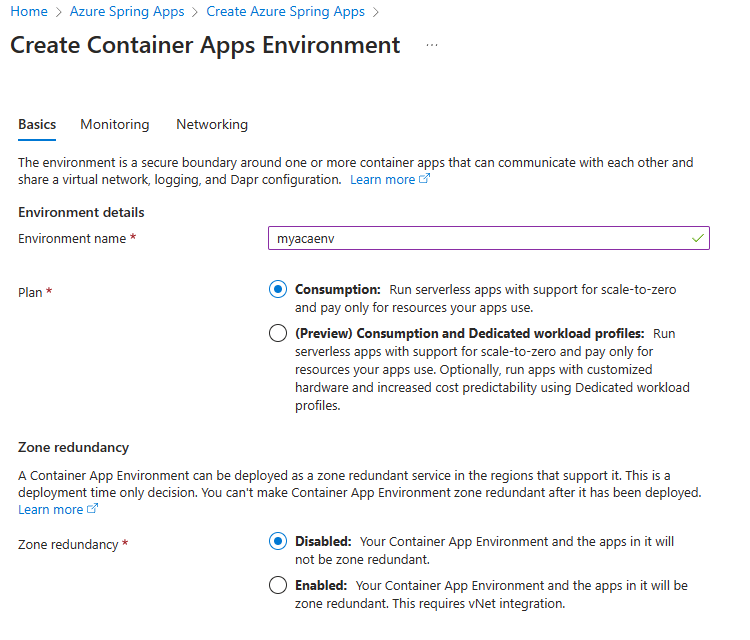 Home > Azure Spring Apps > Create Azure Spring Apps >
Create Container Apps Environment ...
Basics Monitoring Networking
The environment is a secure boundary around one or more container apps that can communicate with each other and
share a virtual network, logging, and Dapr configuration. Learn more
Environment details
Environment name * myacaenv
Plan * Consumption: Run serverless apps with support for scale-to-zero
and pay only for resources your apps use.
(Preview) Consumption and Dedicated workload profiles: Run
serverless apps with support for scale-to-zero and pay only for
resources your apps use. Optionally, run apps with customized
hardware and increased cost predictability using Dedicated workload
profiles.
Zone redundancy
A Container App Environment can be deployed as a zone redundant service in the regions that support it. This is a
deployment time only decision. You can't make Container App Environment zone redundant after it has been deployed.
Learn more
Zone redundancy * Disabled: Your Container App Environment and the apps in it will
not be zone redundant.
Enabled: Your Container App Environment and the apps in it will be
zone redundant. This requires vNet integration.